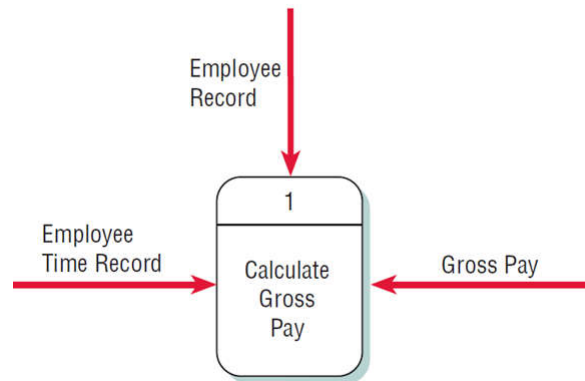 Employee
Record
1
Employee
Time Record
Calculate
Gross
Pay
Gross Pay